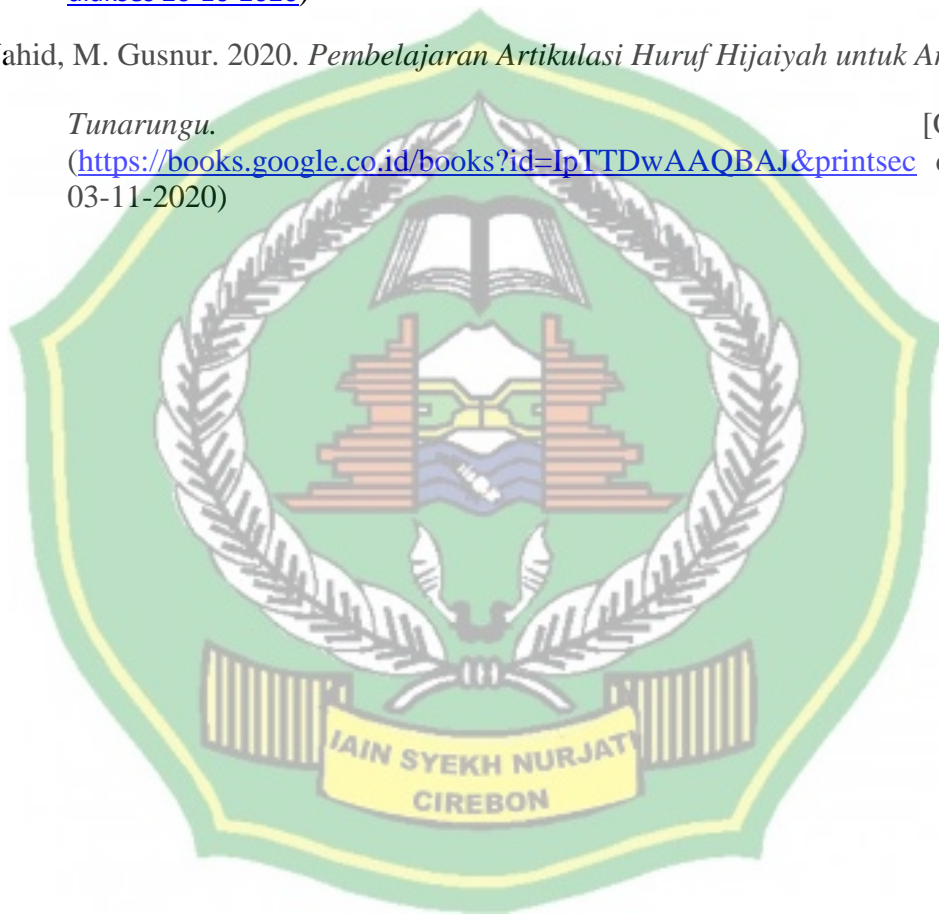 diakses
ahid, M. Gusnur. 2020. Pembelajaran Artikulasi Huruf Hijaiyah untuk
Tunarungu.
(https://books.google.co.id/books?id=IpTTDwAAQBAJ&printsec
03-11-2020)
IAIN SYEKH NURJATI
CIREBON